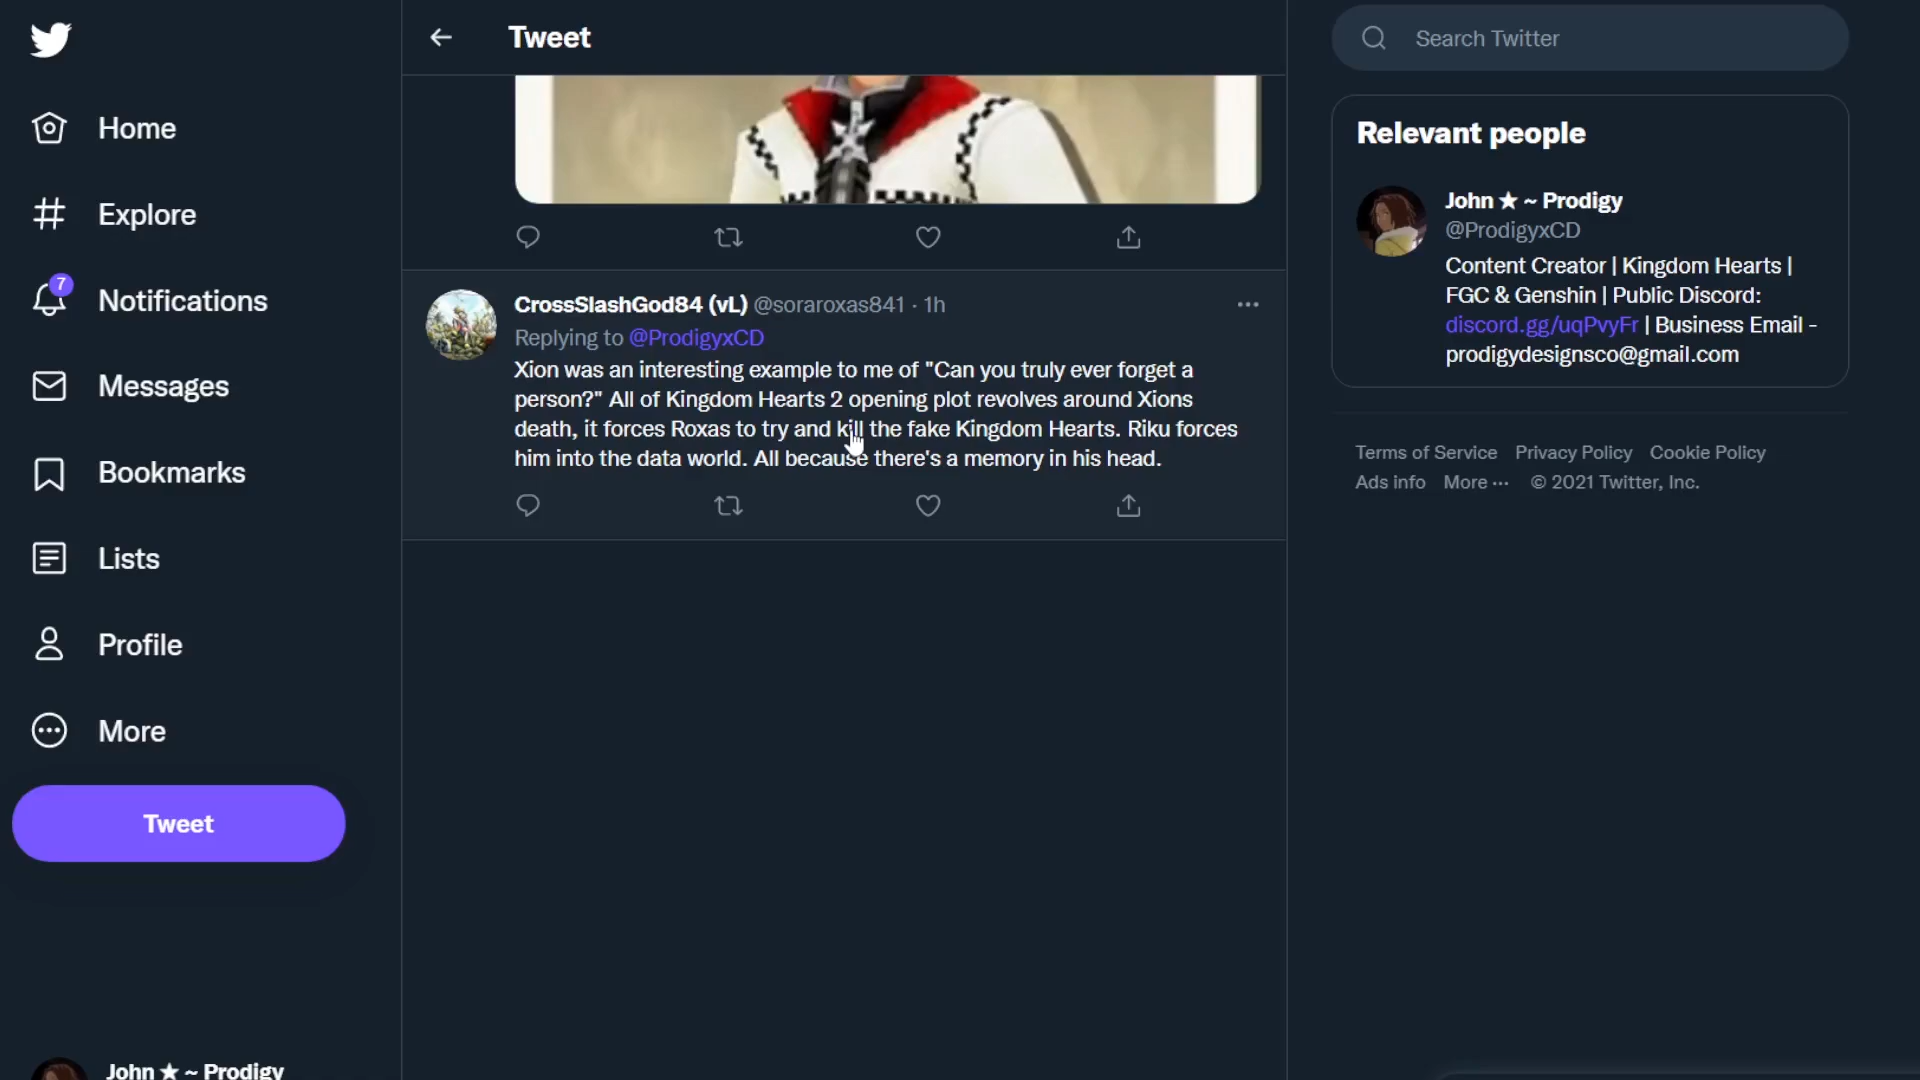 Home
Explore
7
Notifications
Messages
Bookmarks
Lists
Profile
More
Tweet
John ★ ~ Prodigy
Tweet
CrossSlashGod84 (vL) @soraroxas841 · 1h
Replying to @ProdigyxCD
Xion was an interesting example to me of "Can you truly ever forget a
person?" All of Kingdom Hearts 2 opening plot revolves around Xions
death, it forces Roxas to try and kill the fake Kingdom Hearts. Riku forces
him into the data world. All because there's a memory in his head.
Search Twitter
Relevant people
John ★ ~ Prodigy
@ProdigyxCD
Content Creator | Kingdom Hearts |
FGC & Genshin | Public Discord:
discord.gg/uqPvyFr | Business Email -
prodigydesignsco@gmail.com
Terms of Service Privacy Policy Cookie Policy
Ads info More ··· © 2021 Twitter, Inc.